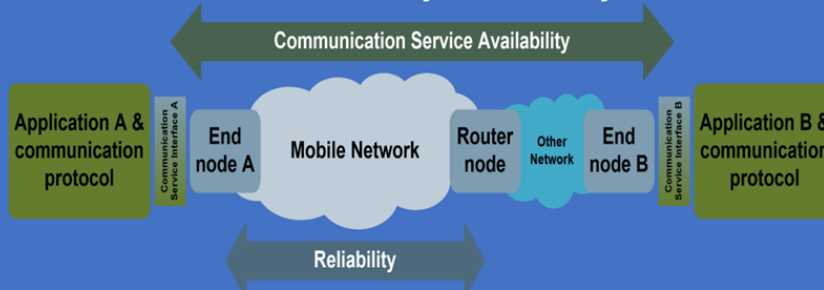 Communication Service Availability
Application A &
communication
protocol
Communication
Service Interface A
End
node A
Mobile Network
Router
node
Other
Network
End
node B
Communication
Service Interface B
Application B &
communication
protocol
Reliability